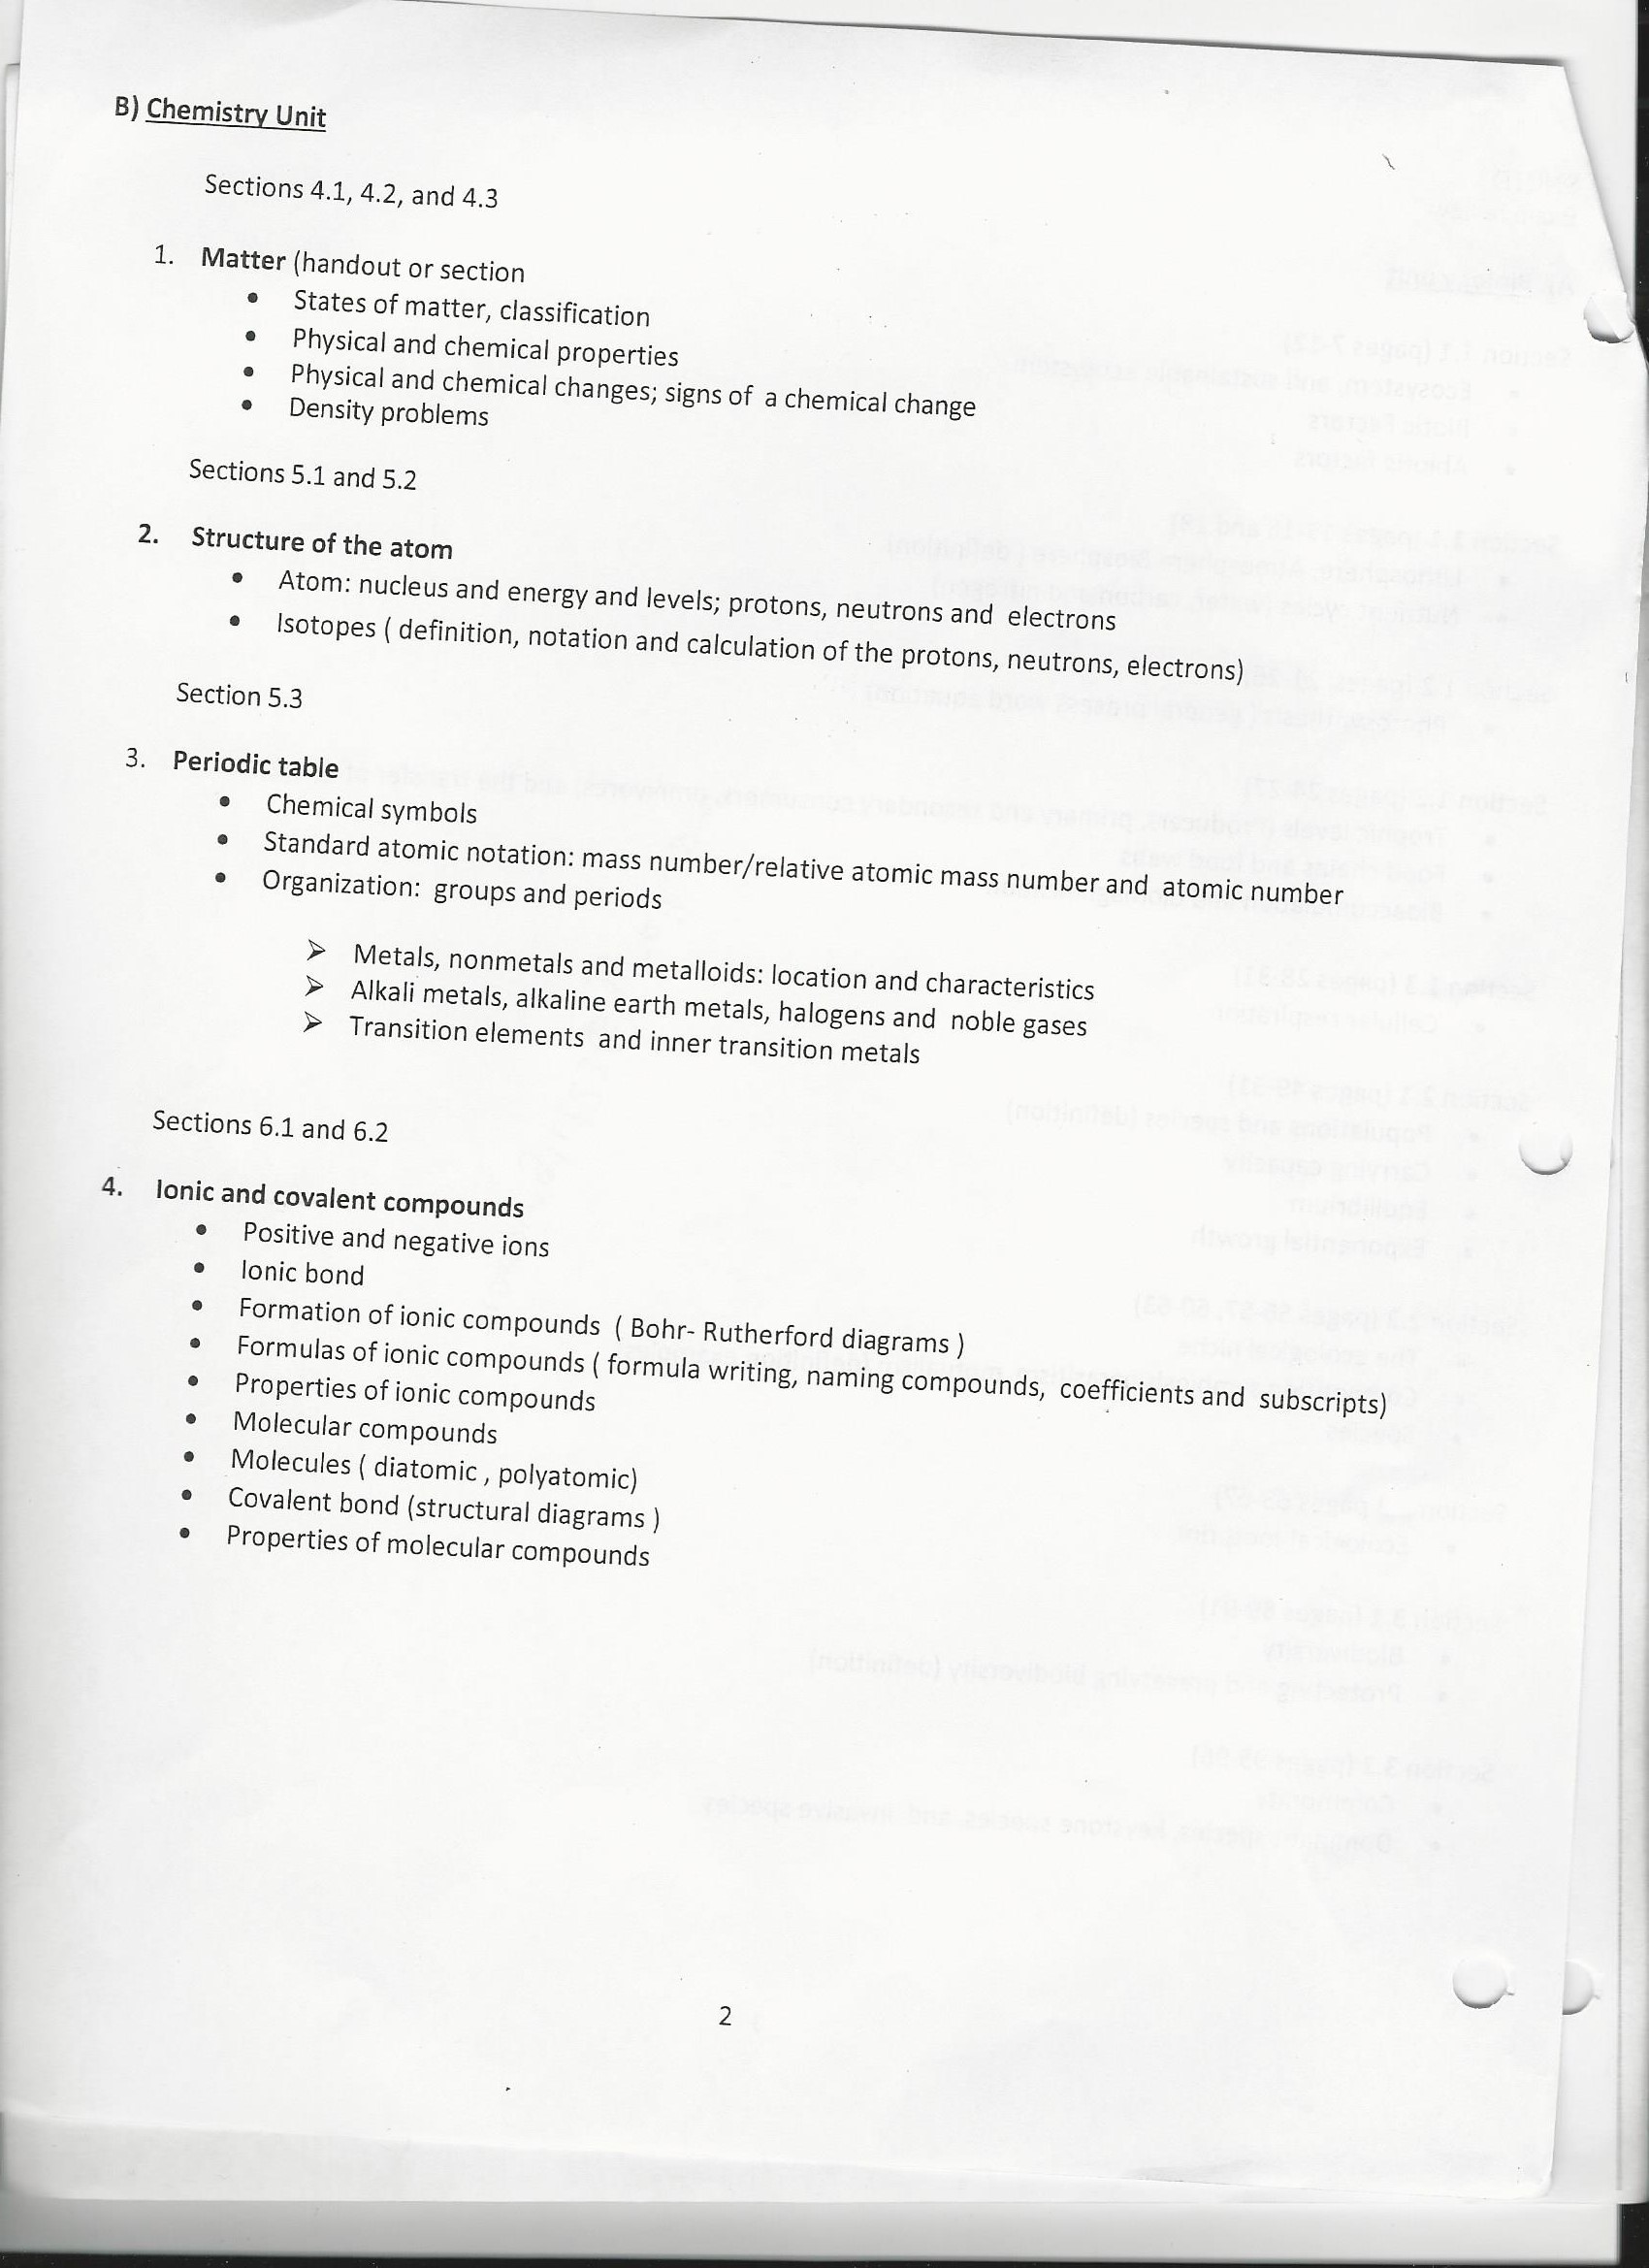 B) Chemistry Unit
Sections 4.1, 4.2, and 4.3
1. Matter (handout or section
• States of matter, classification
• Physical and chemical properties
• Physical and chemical changes; signs of a chemical change
• Density problems
Sections 5.1 and 5.2
2. Structure of the atom
• Atom: nucleus and energy and levels; protons, neutrons and electrons
• Isotopes ( definition, notation and calculation of the protons, neutrons, electrons)
Section 5.3
3. Periodic table
• Chemical symbols
• Standard atomic notation: mass number/relative atomic mass number and atomic number
• Organization: groups and periods
➢ Metals, nonmetals and metalloids: location and characteristics
➢ Alkali metals, alkaline earth metals, halogens and noble gases
➢ Transition elements and inner transition metals
Sections 6.1 and 6.2
4. Ionic and covalent compounds
• Positive and negative ions
• Ionic bond
• Formation of ionic compounds ( Bohr- Rutherford diagrams )
• Formulas of ionic compounds ( formula writing, naming compounds, coefficients and subscripts)
• Properties of ionic compounds
• Molecular compounds
• Molecules ( diatomic , polyatomic)
• Covalent bond (structural diagrams )
• Properties of molecular compounds
2